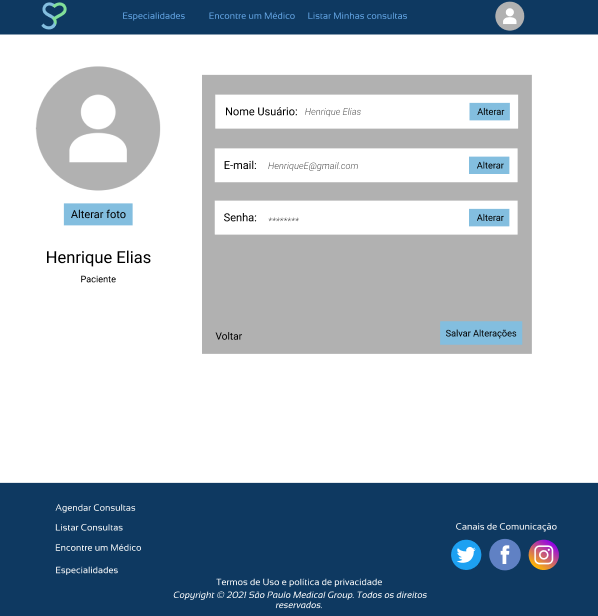 Especialidades Encontre um Médico Listar Minhas consultas
Nome Usuário: Henrique Elias Alterar
E-mail: HenriqueE@gmail.com Alterar
Senha: ******** Alterar
Alterar foto
Henrique Elias
Paciente
Voltar Salvar Alterações
Agendar Consultas
Listar Consultas
Encontre um Médico
Especialidades
Canais de Comunicação
Termos de Uso e política de privacidade
Copyright © 2021 São Paulo Medical Group. Todos os direitos
reservados.